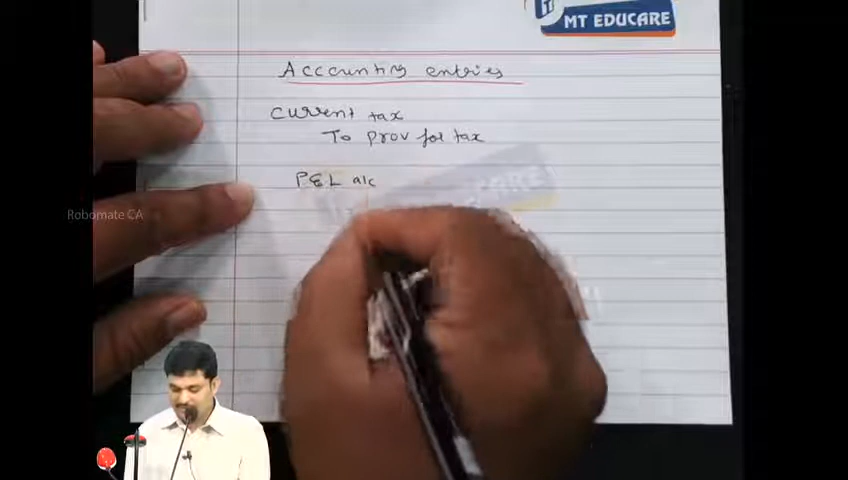 MT EDUCARE
Accounting entries
current tax
To prov for tax
P&L a/c
Robomate CA